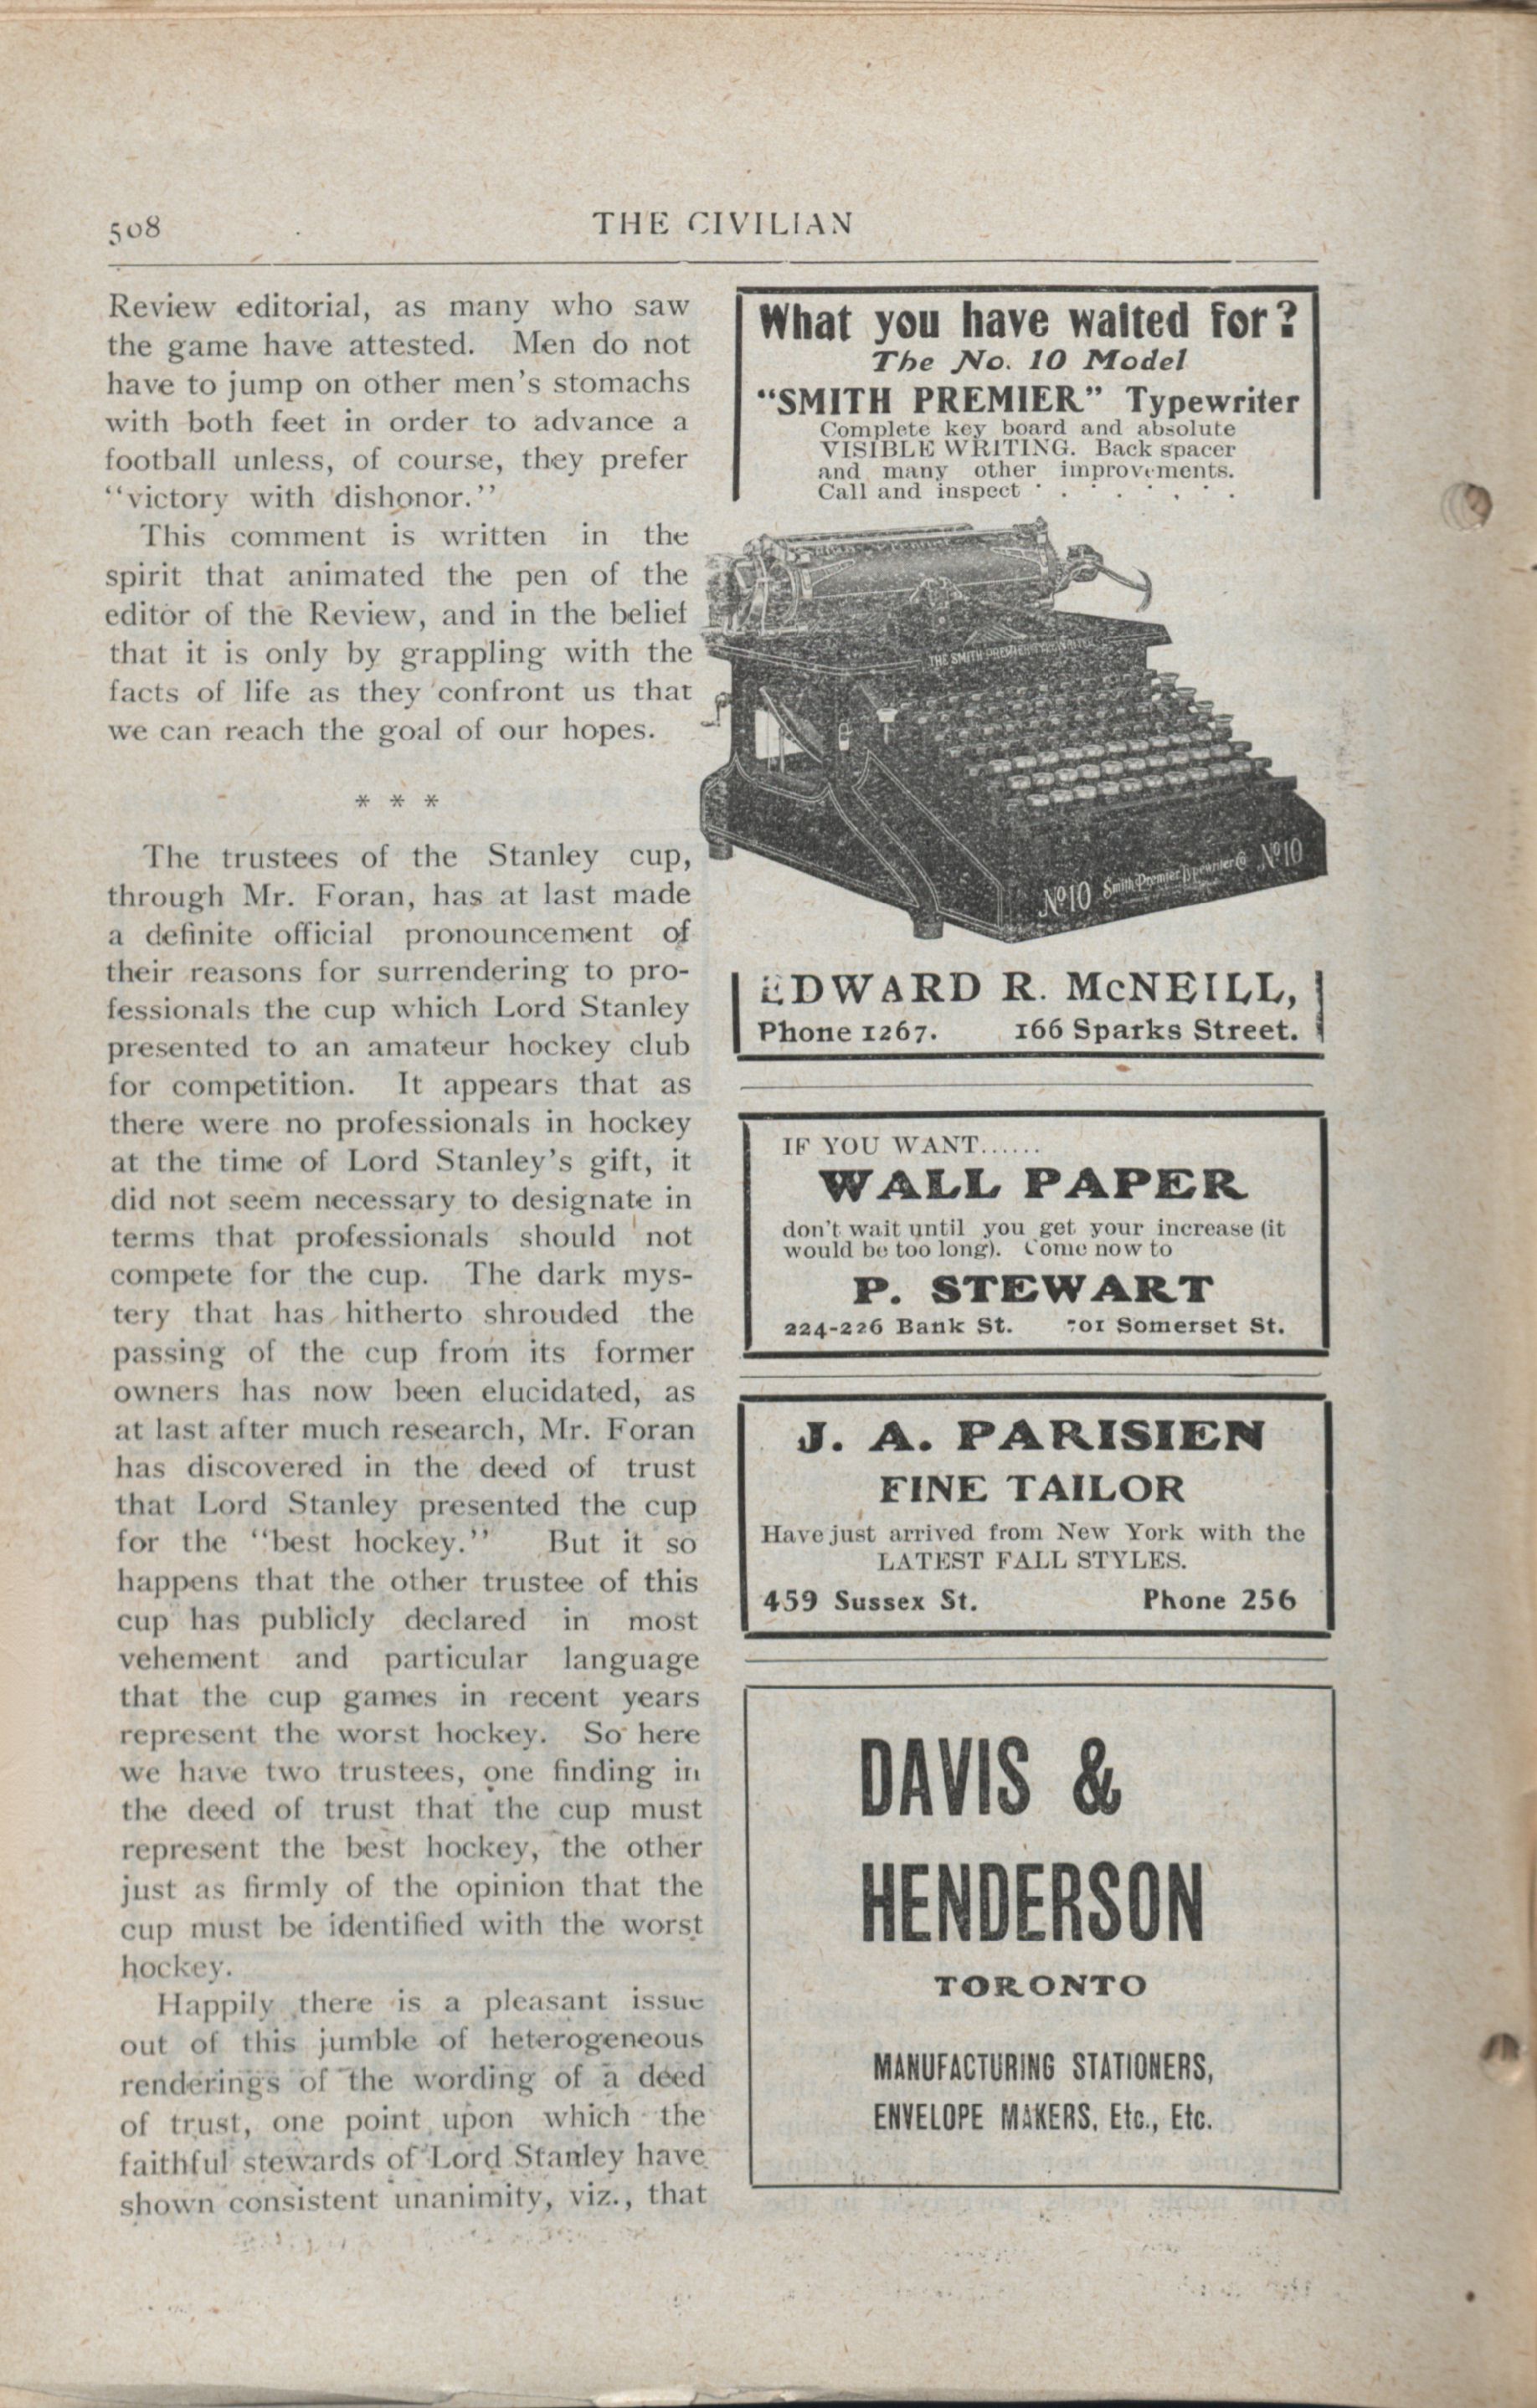 508
THE CIVILIAN
Review editorial, as many who saw
the game have attested. Men do not
have to jump on other men's stomachs
with both feet in order to advance a
football unless, of course, they prefer
"victory with dishonor."
This comment is written in the
spirit that animated the pen of the
editor of the Review, and in the belief
that it is only by grappling with the
facts of life as they confront us that
we can reach the goal of our hopes.
* * *
The trustees of the Stanley cup,
through Mr. Foran, has at last made
a definite official pronouncement of
their reasons for surrendering to pro-
fessionals the cup which Lord Stanley
presented to an amateur hockey club
for competition. It appears that as
there were no professionals in hockey
at the time of Lord Stanley's gift, it
did not seem necessary to designate in
terms that professionals should not
compete for the cup. The dark mys-
tery that has hitherto shrouded the
passing of the cup from its former
owners has now been elucidated, as
at last after much research, Mr. Foran
has discovered in the deed of trust
that Lord Stanley presented the cup
for the "best hockey." But it so
happens that the other trustee of this
cup has publicly declared in most
vehement and particular language
that the cup games in recent years
represent the worst hockey. So here
we have two trustees, one finding in
the deed of trust that the cup must
represent the best hockey, the other
just as firmly of the opinion that the
cup must be identified with the worst
hockey.
Happily there is a pleasant issue
out of this jumble of heterogeneous
renderings of the wording of a deed
of trust, one point upon which the
faithful stewards of Lord Stanley have
shown consistent unanimity, viz., that
What you have waited for?
The No. 10 Model
"SMITH PREMIER" Typewriter
Complete key board and absolute
VISIBLE WRITING. Back spacer
and many other improvements.
Call and inspect
THE SMITH PREMIER
Nº10 Smith Premier Typewriter Co Nº10
EDWARD R. McNEILL,
Phone 1267. 166 Sparks Street.
IF YOU WANT......
WALL PAPER
don't wait until you get your increase (it
would be too long). Come now to
P. STEWART
224-226 Bank St. Somerset St.
J. A. PARISIEN
FINE TAILOR
Have just arrived from New York with the
LATEST FALL STYLES.
459 Sussex St. Phone 256
DAVIS &
HENDERSON
TORONTO
MANUFACTURING STATIONERS,
ENVELOPE MAKERS, Etc., Etc.